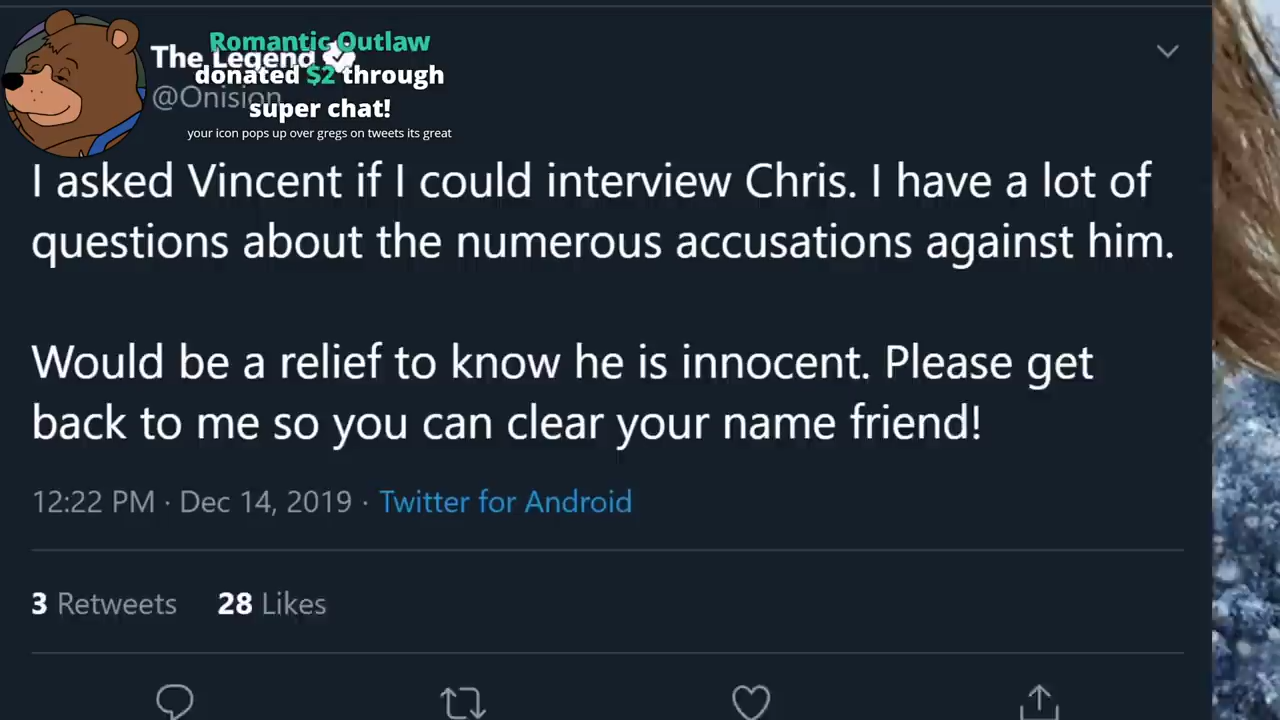 The Legend
@Onision
Romantic Outlaw
donated $2 through
super chat!
your icon pops up over gregs on tweets its great
I asked Vincent if I could interview Chris. I have a lot of
questions about the numerous accusations against him.
Would be a relief to know he is innocent. Please get
back to me so you can clear your name friend!
12:22 PM · Dec 14, 2019 · Twitter for Android
3 Retweets 28 Likes